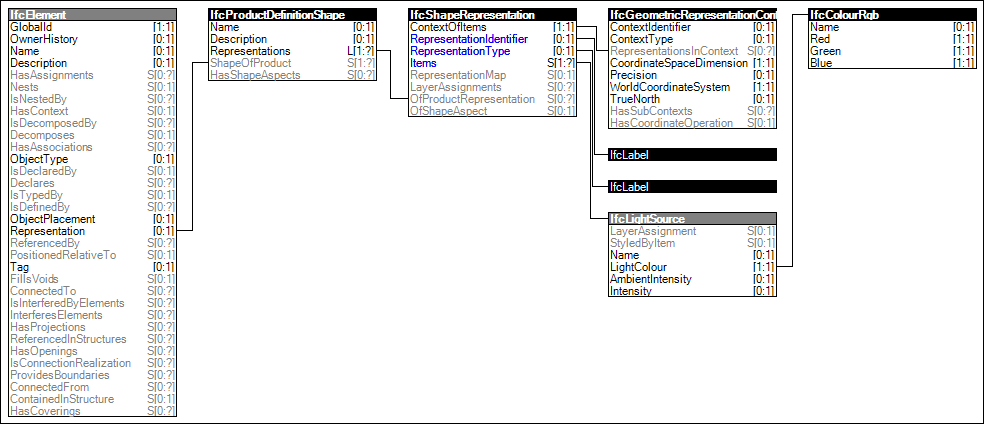 IfcElement
GlobalId [1:1]
OwnerHistory [0:1]
Name [0:1]
Description [0:1]
HasAssignments S[0:?]
Nests S[0:1]
IsNestedBy S[0:?]
HasContext S[0:1]
IsDecomposedBy S[0:?]
Decomposes S[0:1]
HasAssociations S[0:?]
ObjectType [0:1]
IsDeclaredBy S[0:1]
Declares S[0:?]
IsTypedBy S[0:1]
IsDefinedBy S[0:?]
ObjectPlacement [0:1]
Representation [0:1]
ReferencedBy S[0:?]
PositionedRelativeTo S[0:1]
Tag [0:1]
FillsVoids S[0:1]
ConnectedTo S[0:?]
IsInterferedByElements S[0:?]
InterferesElements S[0:?]
HasProjections S[0:?]
ReferencedInStructures S[0:?]
HasOpenings S[0:?]
IsConnectionRealization S[0:?]
ProvidesBoundaries S[0:?]
ConnectedFrom S[0:?]
ContainedInStructure S[0:1]
HasCoverings S[0:?]
IfcProductDefinitionShape
Name [0:1]
Description [0:1]
Representations L[1:?]
ShapeOfProduct S[1:?]
HasShapeAspects S[0:?]
IfcShapeRepresentation
ContextOfItems [1:1]
RepresentationIdentifier [0:1]
RepresentationType [0:1]
Items S[1:?]
RepresentationMap S[0:1]
LayerAssignments S[0:?]
OfProductRepresentation S[0:?]
OfShapeAspect S[0:1]
IfcGeometricRepresentationCont
ContextIdentifier [0:1]
ContextType [0:1]
RepresentationsInContext S[0:?]
CoordinateSpaceDimension [1:1]
Precision [0:1]
WorldCoordinateSystem [1:1]
TrueNorth [0:1]
HasSubContexts S[0:?]
HasCoordinateOperation S[0:1]
IfcLabel
IfcLabel
IfcLightSource
LayerAssignment S[0:1]
StyledByItem S[0:1]
Name [0:1]
LightColour [1:1]
AmbientIntensity [0:1]
Intensity [0:1]
IfcColourRgb
Name [0:1]
Red [1:1]
Green [1:1]
Blue [1:1]